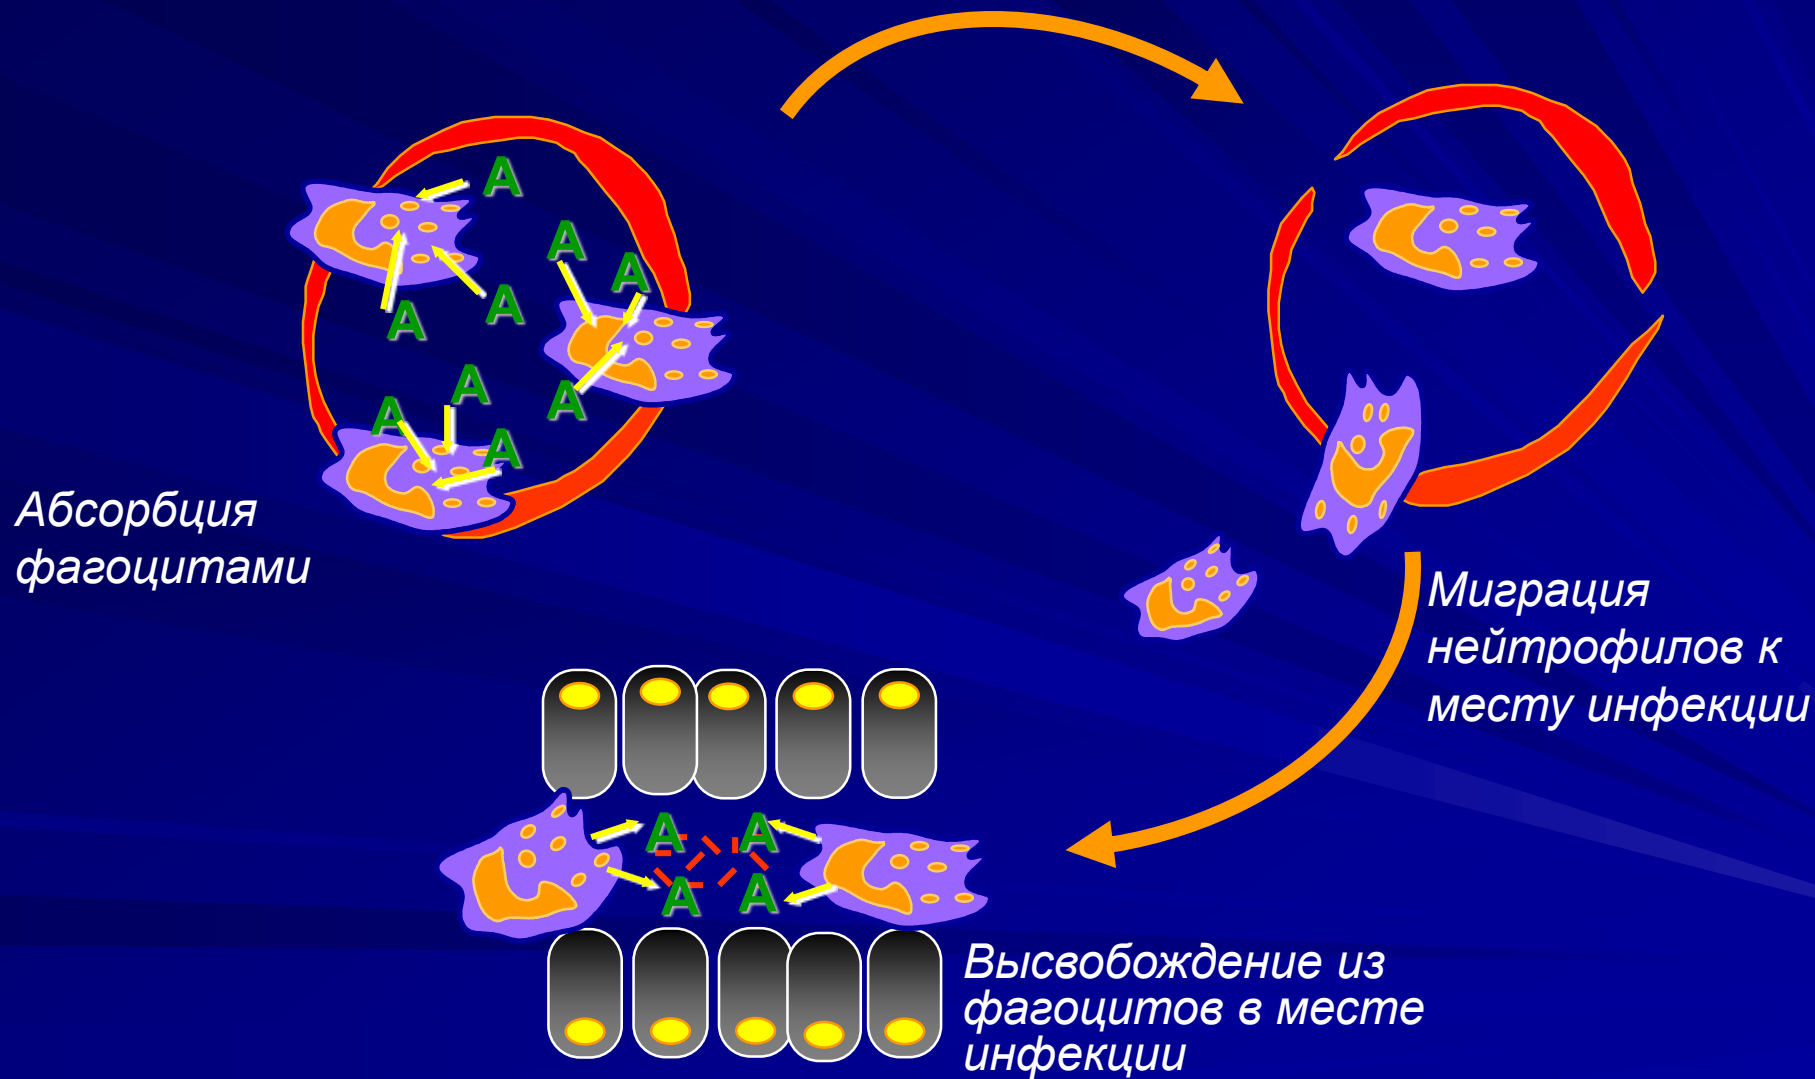 А
А
А
А
А
А
А
А
А
А
Абсорбция
фагоцитами
Миграция
нейтрофилов к
месту инфекции
А
А
А
А
Высвобождение из
фагоцитов в месте
инфекции